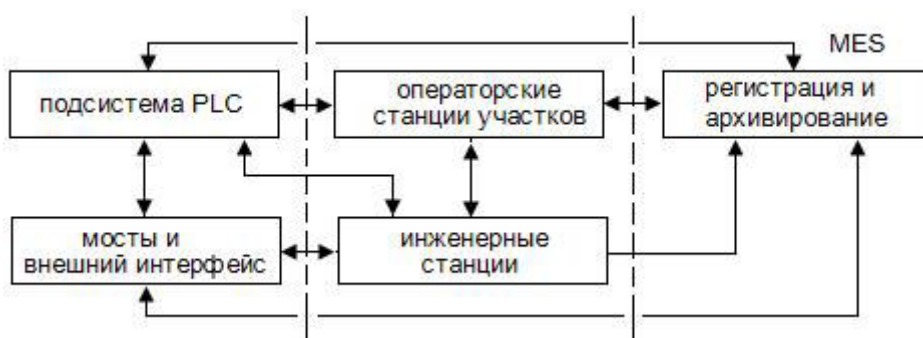 MES
подсистема PLC
операторские
станции участков
регистрация и
архивирование
мосты и
внешний интерфейс
инженерные
станции